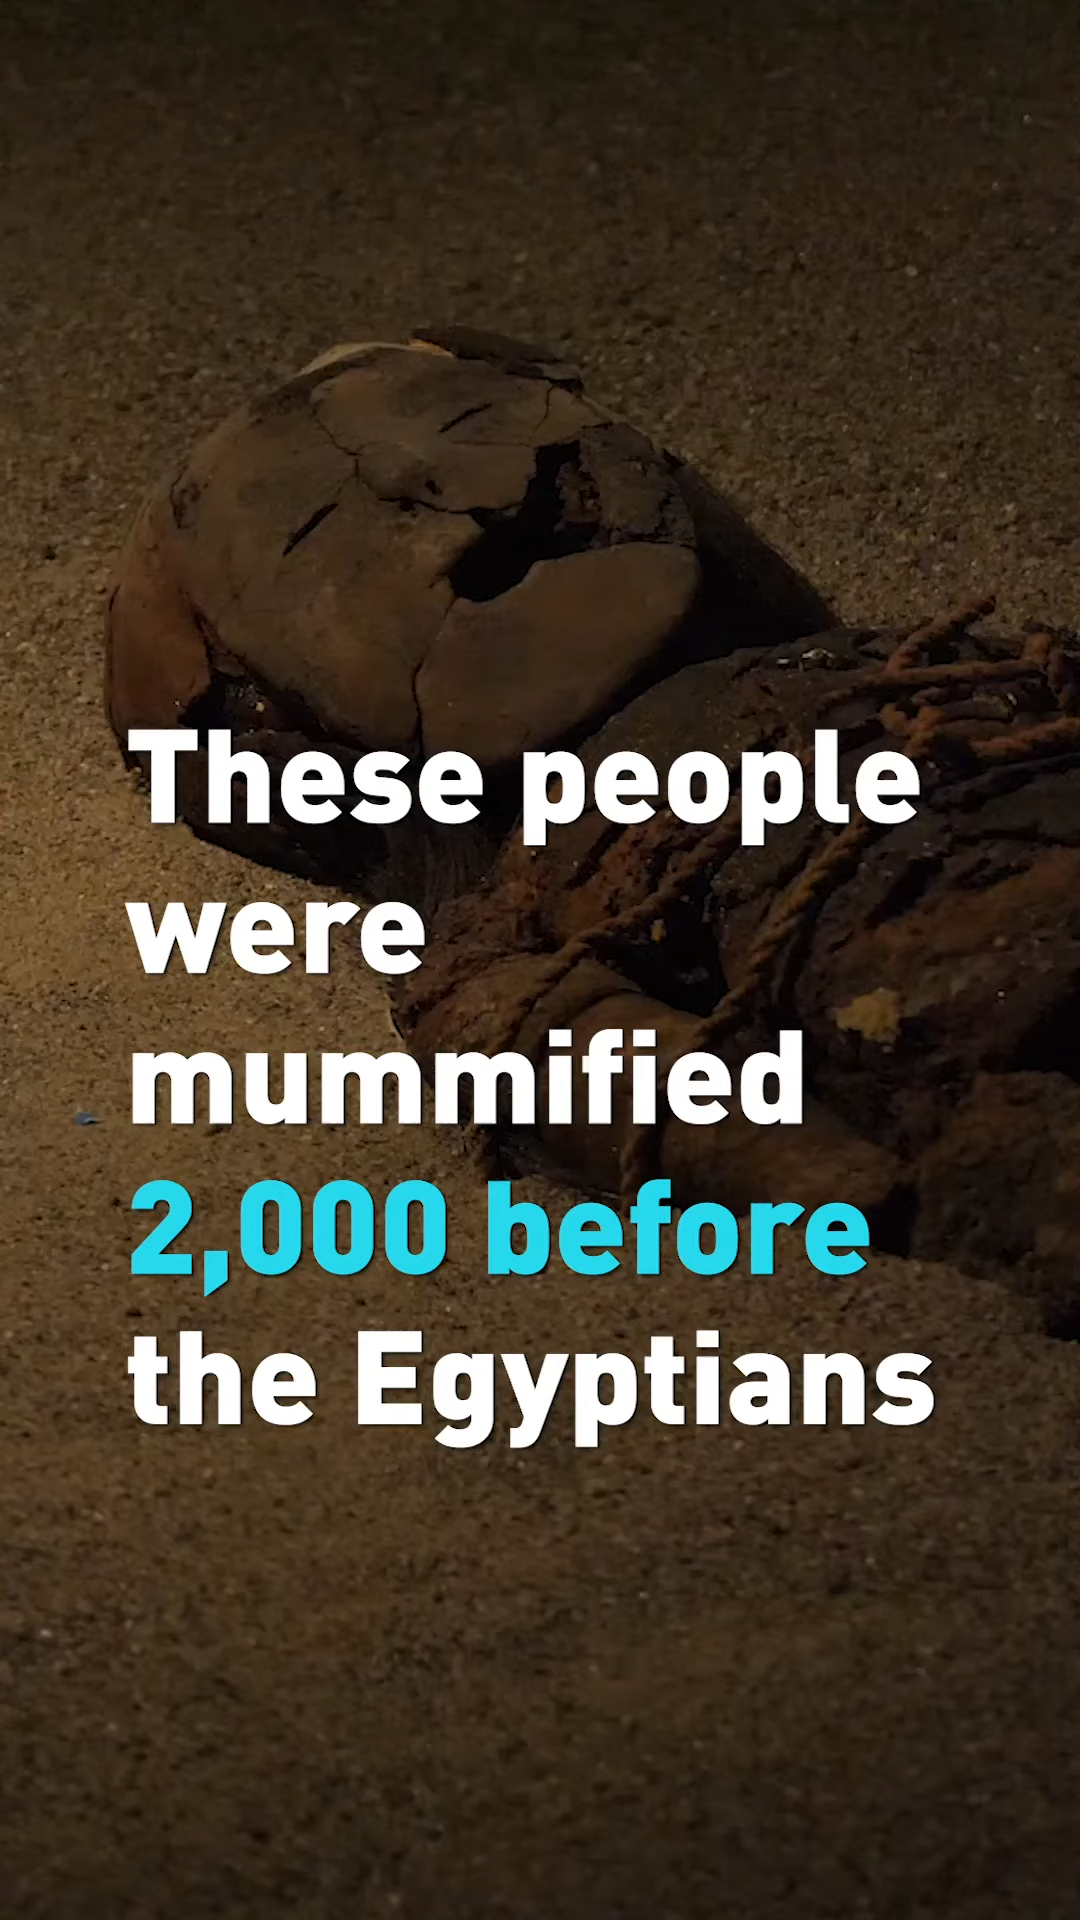 These people
were
mummified
2,000 before
the Egyptians